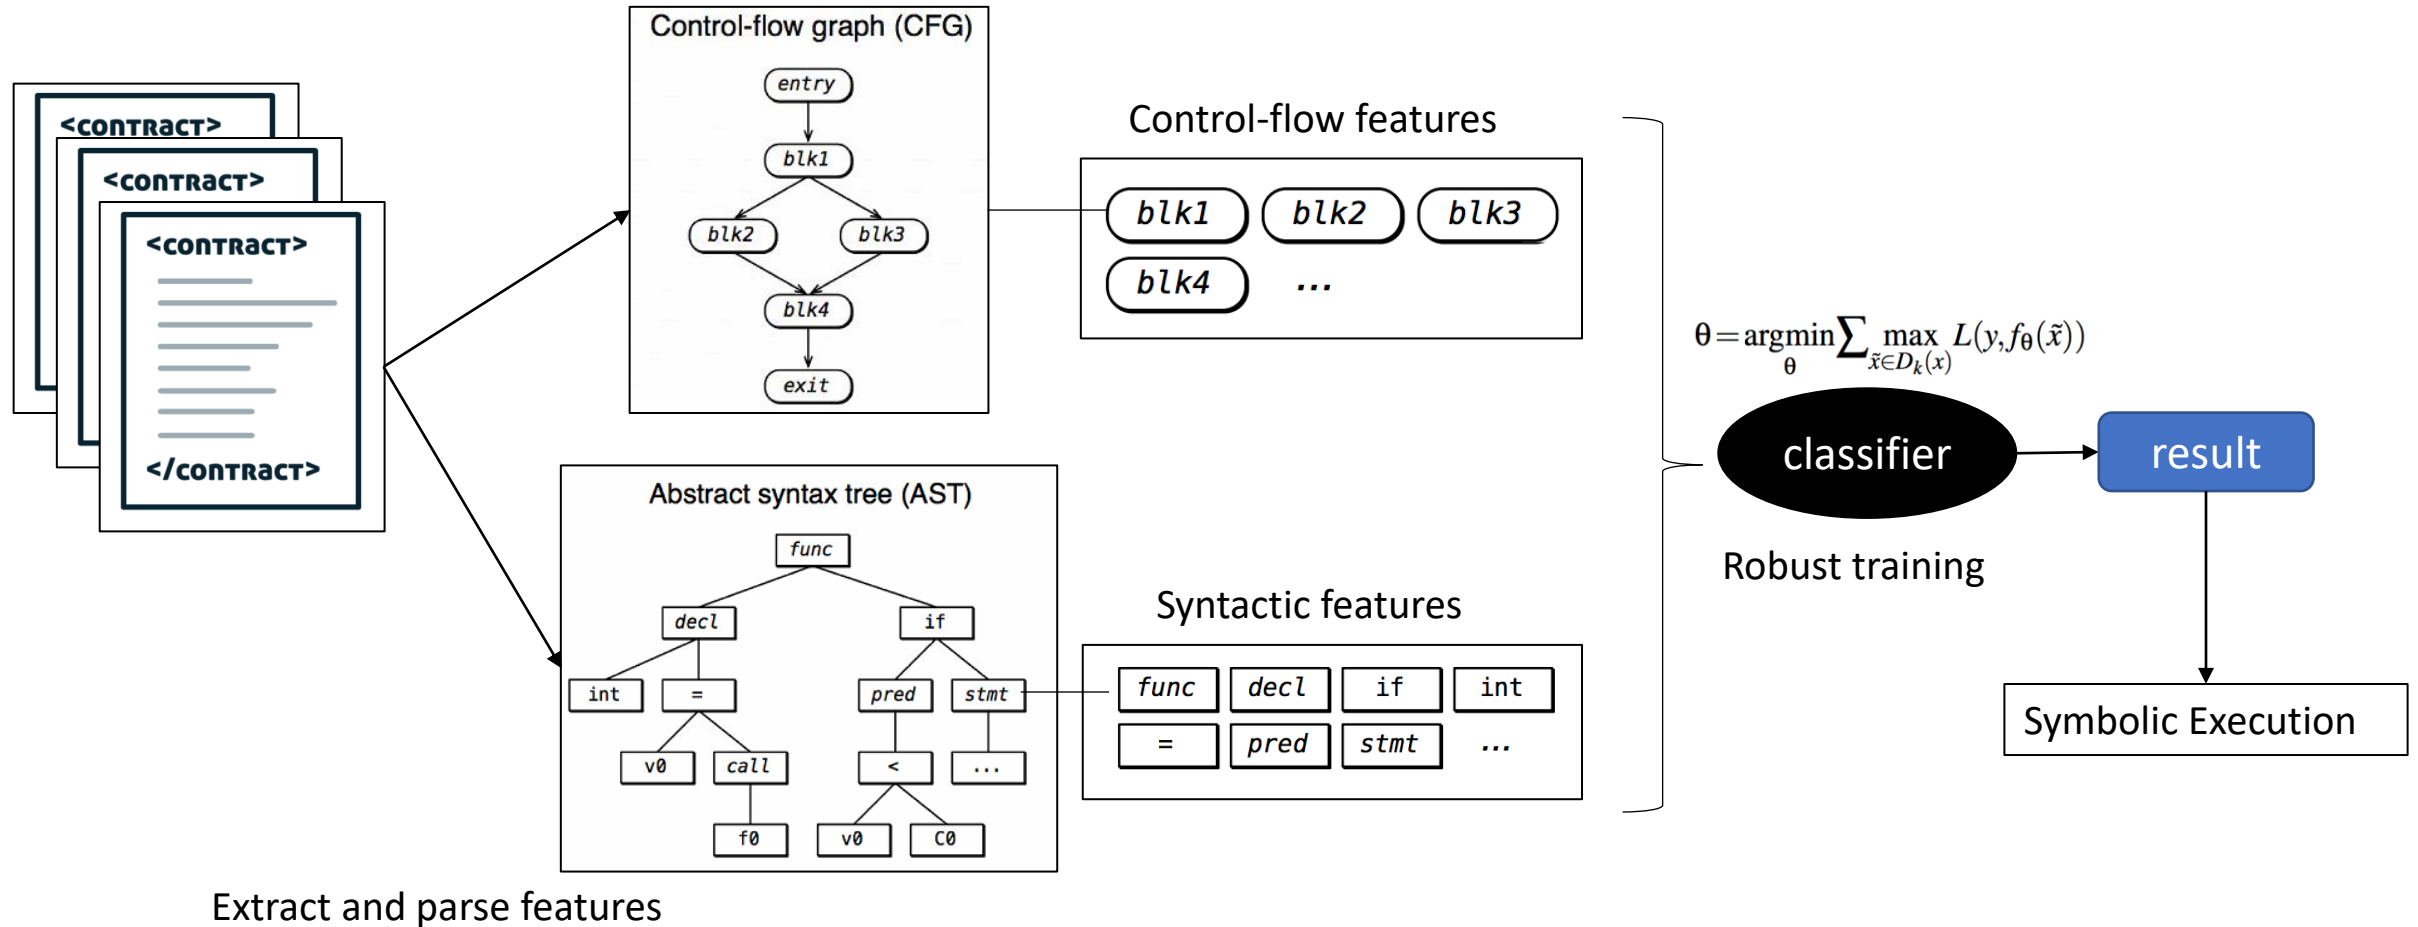 <contract>
<contract>
<contract>
</contract>
Extract and parse features
Control-flow graph (CFG)
entry
blk1
blk2 blk3
blk4
exit
Abstract syntax tree (AST)
func
decl if
int = pred stmt
v0 call < ...
f0 v0 C0
Control-flow features
blk1 blk2 blk3
blk4 ...
Syntactic features
func decl if int
= pred stmt ...
θ=argmin∑ max L(y,fθ(x̃))
θ x̃∈Dk(x)
classifier
Robust training
result
Symbolic Execution